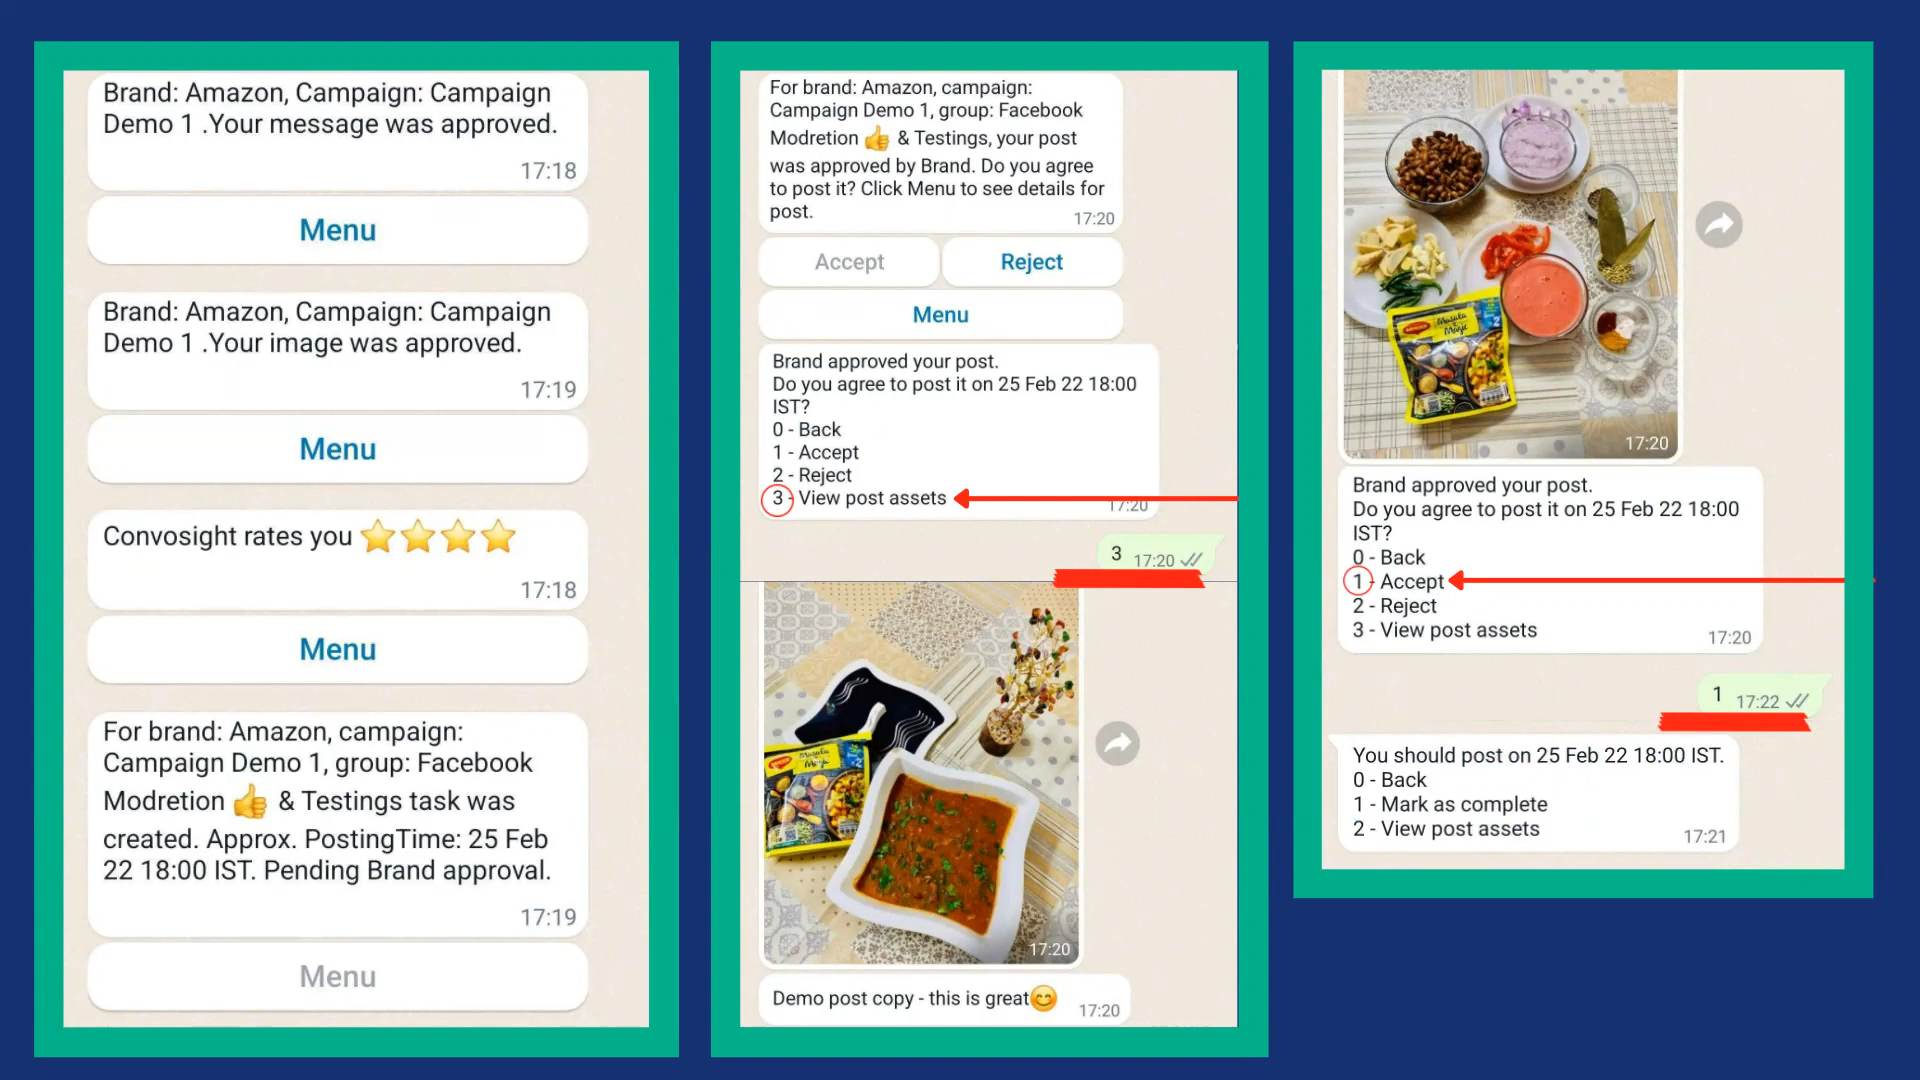 Brand: Amazon, Campaign: Campaign
Demo 1 .Your message was approved.
17:18
Menu
Brand: Amazon, Campaign: Campaign
Demo 1 .Your image was approved.
17:19
Menu
Convosight rates you ⭐⭐⭐⭐
17:18
Menu
For brand: Amazon, campaign:
Campaign Demo 1, group: Facebook
Modretion 👍 & Testings task was
created. Approx. PostingTime: 25 Feb
22 18:00 IST. Pending Brand approval.
17:19
Menu
For brand: Amazon, campaign:
Campaign Demo 1, group: Facebook
Modretion 👍 & Testings, your post
was approved by Brand. Do you agree
to post it? Click Menu to see details for
post.
17:20
Accept
Reject
Menu
Brand approved your post.
Do you agree to post it on 25 Feb 22 18:00
IST?
0 - Back
1 - Accept
2 - Reject
3 - View post assets
17:20
3 17:20
Maggi
Masala
Magic
17:20
Demo post copy - this is great😊
17:20
Maggi
Masala
Magic
17:20
Brand approved your post.
Do you agree to post it on 25 Feb 22 18:00
IST?
0 - Back
1 - Accept
2 - Reject
3 - View post assets
17:20
1 17:22
You should post on 25 Feb 22 18:00 IST.
0 - Back
1 - Mark as complete
2 - View post assets
17:21